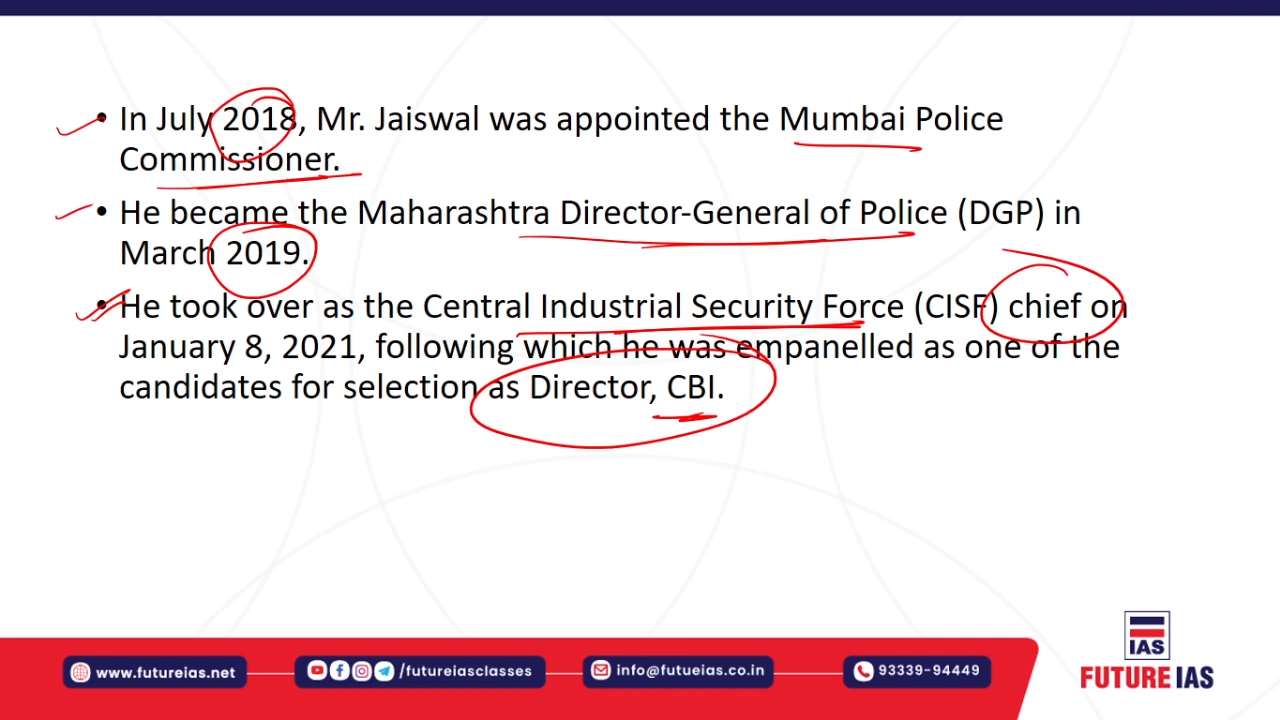 • In July 2018, Mr. Jaiswal was appointed the Mumbai Police
Commissioner.
• He became the Maharashtra Director-General of Police (DGP) in
March 2019.
• He took over as the Central Industrial Security Force (CISF) chief on
January 8, 2021, following which he was empanelled as one of the
candidates for selection as Director, CBI.
IAS
FUTURE IAS
www.futureias.net
/futureiasclasses
info@futueias.co.in
93339-94449